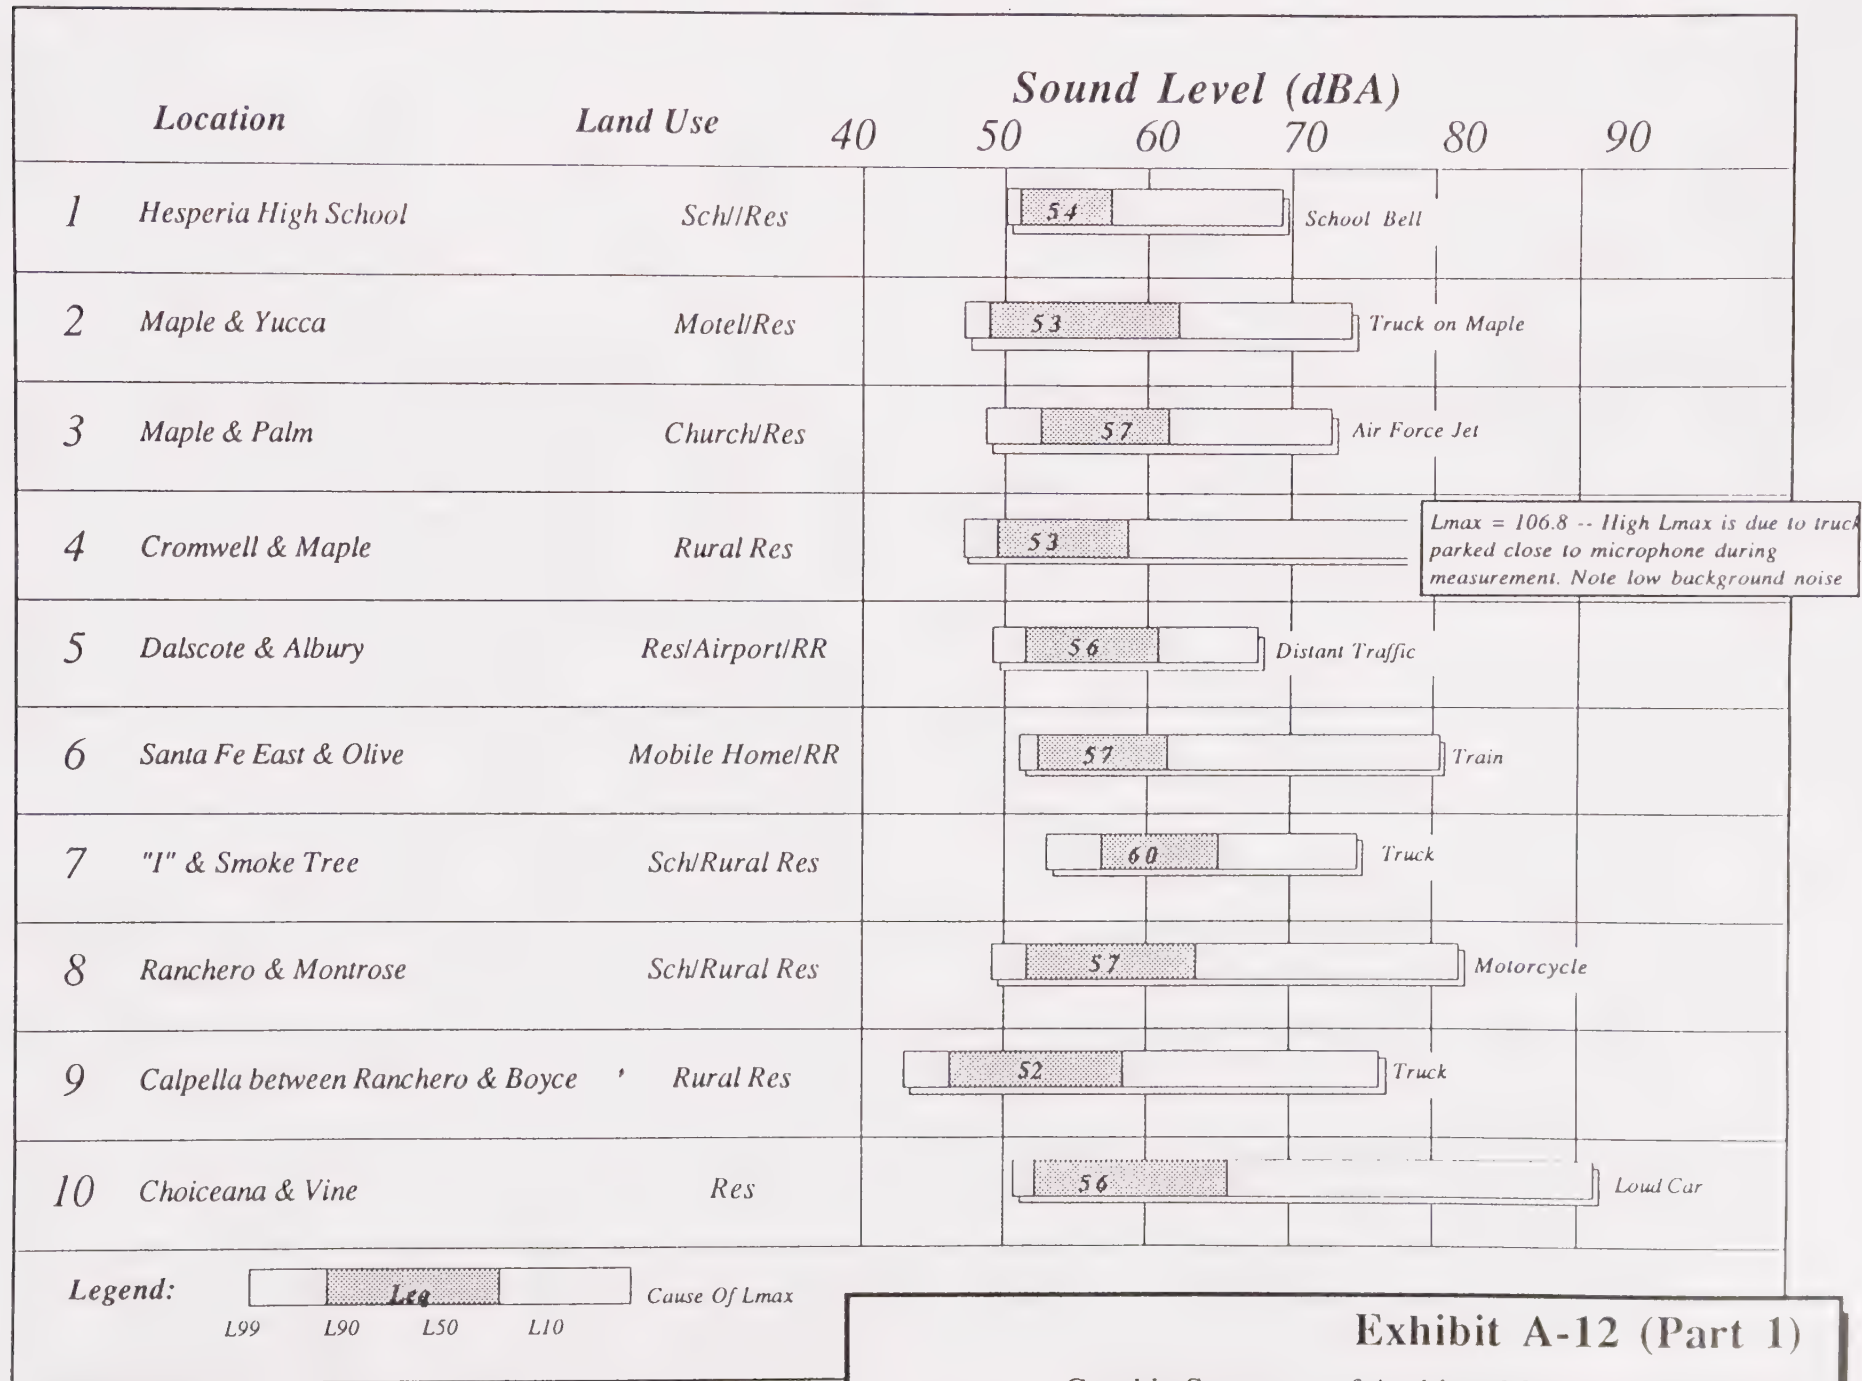 Sound Level (dBA)
Location Land Use 40 50 60 70 80 90
1 Hesperia High School Sch//Res 54 School Bell
2 Maple & Yucca Motel/Res 53 Truck on Maple
3 Maple & Palm Church/Res 57 Air Force Jet
4 Cromwell & Maple Rural Res 53
Lmax = 106.8 -- High Lmax is due to truck
parked close to microphone during
measurement. Note low background noise
5 Dalscote & Albury Res/Airport/RR 56 Distant Traffic
6 Santa Fe East & Olive Mobile Home/RR 57 Train
7 "I" & Smoke Tree Sch/Rural Res 60 Truck
8 Ranchero & Montrose Sch/Rural Res 57 Motorcycle
9 Calpella between Ranchero & Boyce Rural Res 52 Truck
10 Choiceana & Vine Res 56 Loud Car
Legend: Leq Cause Of Lmax
L99 L90 L50 L10
Exhibit A-12 (Part 1)